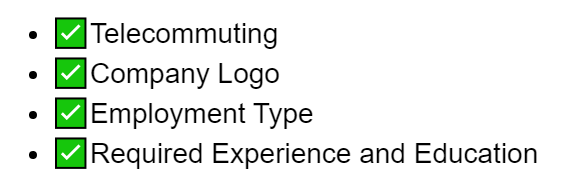 • ✅ Telecommuting
• ✅ Company Logo
• ✅ Employment Type
• ✅ Required Experience and Education